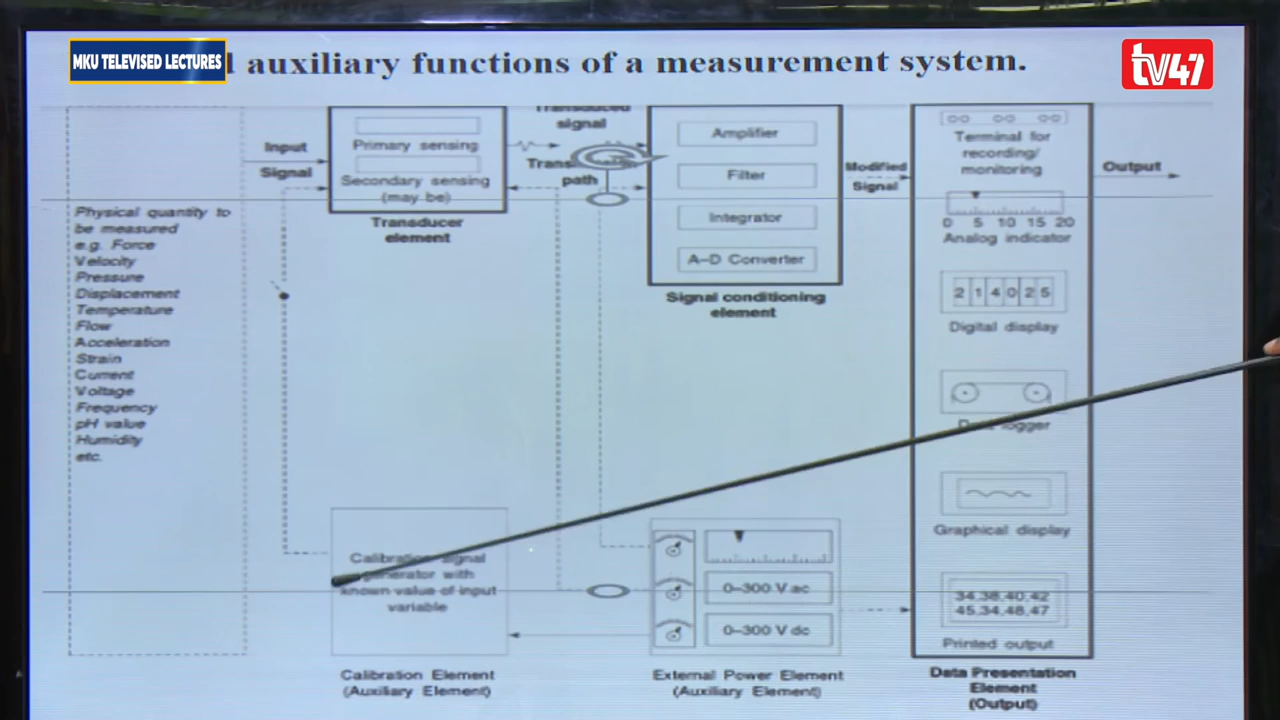 MKU TELEVISED LECTURES
auxiliary functions of a measurement system.
tv47
Physical quantity to
be measured
e.g. Force
Velocity
Pressure
Displacement
Temperature
Flow
Acceleration
Strain
Current
Voltage
Frequency
pH value
Humidity
etc.
Input
Signal
Primary sensing
Secondary sensing
(may be)
Transducer
element
Transduced
signal
path
Amplifier
Filter
Integrator
A–D Converter
Signal conditioning
element
Modified
Signal
Terminal for
recording/
monitoring
0 5 10 15 20
Analog indicator
2 1 4 0 2 5
Digital display
logger
Graphical display
34.38,40,42
45.34,48,47
Printed output
Data Presentation
Element
(Output)
Output
Calibration signal
generator with
known value of input
variable
Calibration Element
(Auxiliary Element)
0–300 V ac
0–300 V dc
External Power Element
(Auxiliary Element)